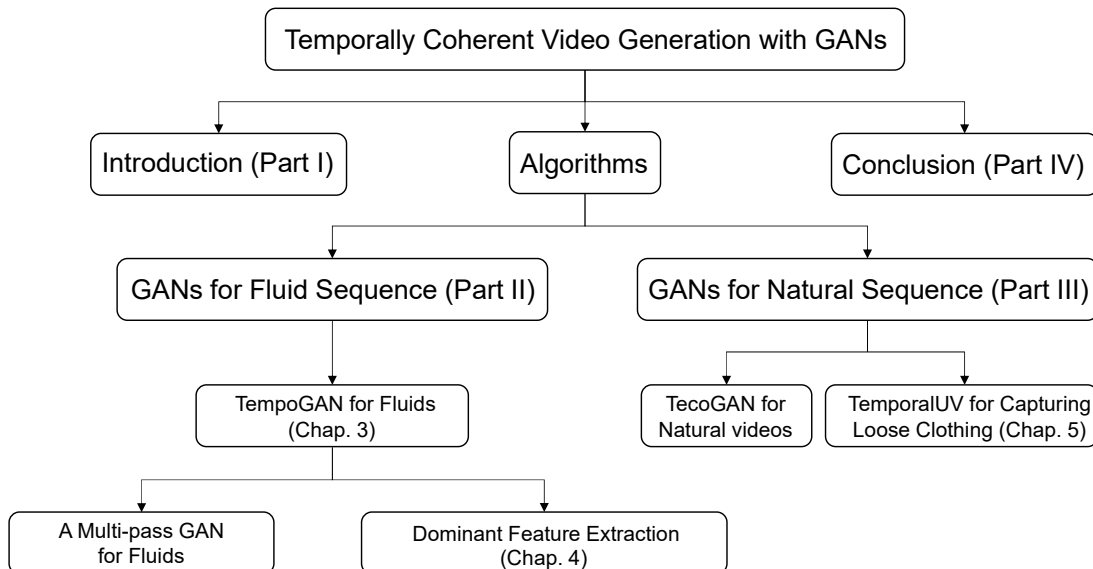 Temporally Coherent Video Generation with GANs
Introduction (Part I)
Algorithms
Conclusion (Part IV)
GANs for Fluid Sequence (Part II)
GANs for Natural Sequence (Part III)
TempoGAN for Fluids
(Chap. 3)
TecoGAN for
Natural videos
TemporalUV for Capturing
Loose Clothing (Chap. 5)
A Multi-pass GAN
for Fluids
Dominant Feature Extraction
(Chap. 4)